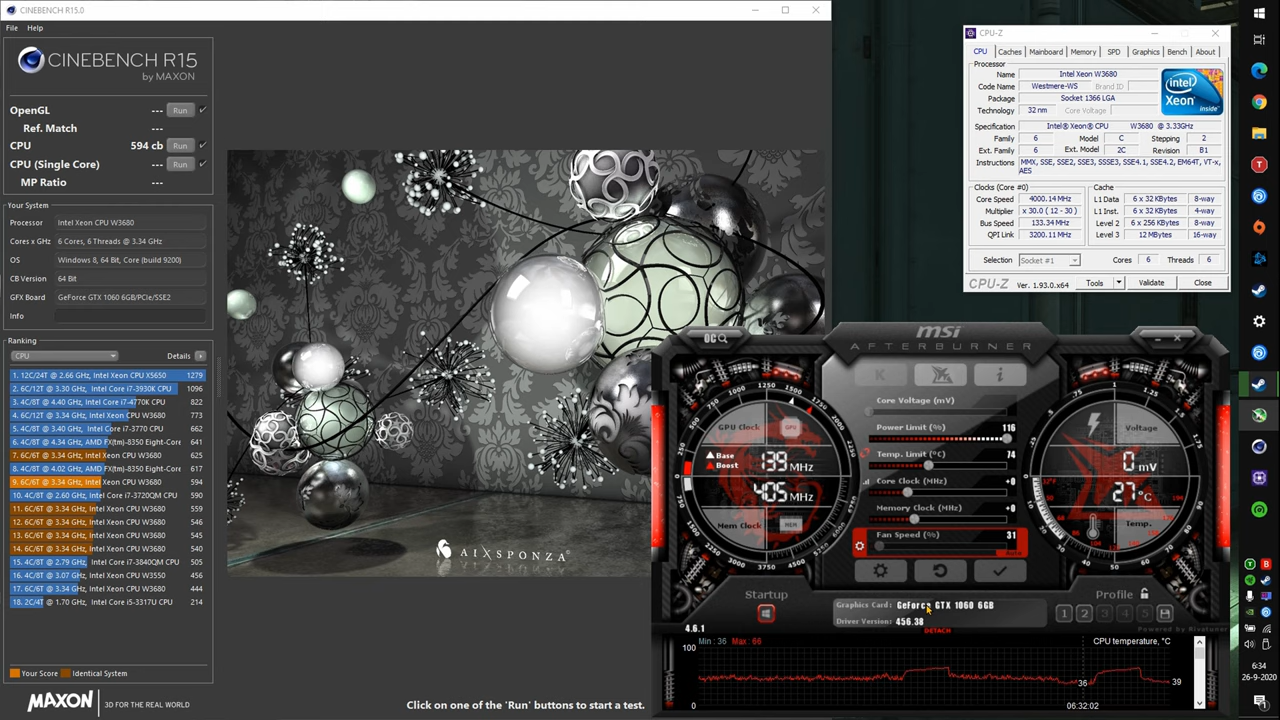 CINEBENCH R15.0
File Help
CINEBENCH R15
by MAXON
OpenGL --- Run
Ref. Match ---
CPU 594 cb Run
CPU (Single Core) --- Run
MP Ratio ---
Your System
Processor Intel Xeon CPU W3680
Cores x GHz 6 Cores, 6 Threads @ 3.34 GHz
OS Windows 8, 64 Bit, Core (build 9200)
CB Version 64 Bit
GFX Board GeForce GTX 1060 6GB/PCIe/SSE2
Info
Ranking
CPU Details
1. 12C/24T @ 2.66 GHz, Intel Xeon CPU X5650 1279
2. 6C/12T @ 3.30 GHz, Intel Core i7-3930K CPU 1096
3. 4C/8T @ 4.40 GHz, Intel Core i7-4770K CPU 822
4. 6C/12T @ 3.34 GHz, Intel Xeon CPU W3680 773
5. 4C/8T @ 3.40 GHz, Intel Core i7-3770 CPU 662
6. 4C/8T @ 4.34 GHz, AMD FX(tm)-8350 Eight-Core 641
7. 6C/6T @ 3.34 GHz, Intel Xeon CPU W3680 625
8. 4C/8T @ 4.02 GHz, AMD FX(tm)-8350 Eight-Core 617
9. 6C/6T @ 3.34 GHz, Intel Xeon CPU W3680 594
10. 4C/8T @ 2.60 GHz, Intel Core i7-3720QM CPU 590
11. 6C/6T @ 3.34 GHz, Intel Xeon CPU W3680 559
12. 6C/6T @ 3.34 GHz, Intel Xeon CPU W3680 546
13. 6C/6T @ 3.34 GHz, Intel Xeon CPU W3680 545
14. 6C/6T @ 3.34 GHz, Intel Xeon CPU W3680 540
15. 4C/8T @ 2.79 GHz, Intel Core i7-3840QM CPU 505
16. 4C/8T @ 3.07 GHz, Intel Xeon CPU W3550 456
17. 6C/6T @ 3.34 GHz, Intel Xeon CPU W3680 444
18. 2C/4T @ 1.70 GHz, Intel Core i5-3317U CPU 214
Your Score Identical System
MAXON 3D FOR THE REAL WORLD
AIXSPONZA
Click on one of the 'Run' buttons to start a test.
CPU-Z
CPU Caches Mainboard Memory SPD Graphics Bench About
Processor
Name Intel Xeon W3680
Code Name Westmere-WS Brand ID
Package Socket 1366 LGA
Technology 32 nm Core Voltage
intel Xeon inside
Specification Intel® Xeon® CPU W3680 @ 3.33GHz
Family 6 Model C Stepping 2
Ext. Family 6 Ext. Model 2C Revision B1
Instructions MMX, SSE, SSE2, SSE3, SSSE3, SSE4.1, SSE4.2, EM64T, VT-x,
AES
Clocks (Core #0) Cache
Core Speed 4000.14 MHz L1 Data 6 x 32 KBytes 8-way
Multiplier x 30.0 ( 12 - 30 ) L1 Inst. 6 x 32 KBytes 4-way
Bus Speed 133.34 MHz Level 2 6 x 256 KBytes 8-way
QPI Link 3200.11 MHz Level 3 12 MBytes 16-way
Selection Socket #1 Cores 6 Threads 6
CPU-Z Ver. 1.93.0.x64 Tools Validate Close
msi
AFTERBURNER
OC
GPU Clock GPU
Base
Boost
139 MHz
405 MHz
Mem Clock MEM
250 500 750 1000 1250 1500 1750
Core Voltage (mV)
Power Limit (%) 116
Temp. Limit (°C) 74
Core Clock (MHz) +0
Memory Clock (MHz) +0
Fan Speed (%) 31
Auto
Voltage
0 mV
27 °C
Temp.
Startup
Graphics Card : GeForce GTX 1060 6GB
Driver Version: 456.38
Profile
1 2 3 4 5
4.6.1
DETACH
Powered by Rivatuner
Min : 36 Max : 66 CPU temperature, °C
100
0
36
39
06:32:02
6:34
26-9-2020